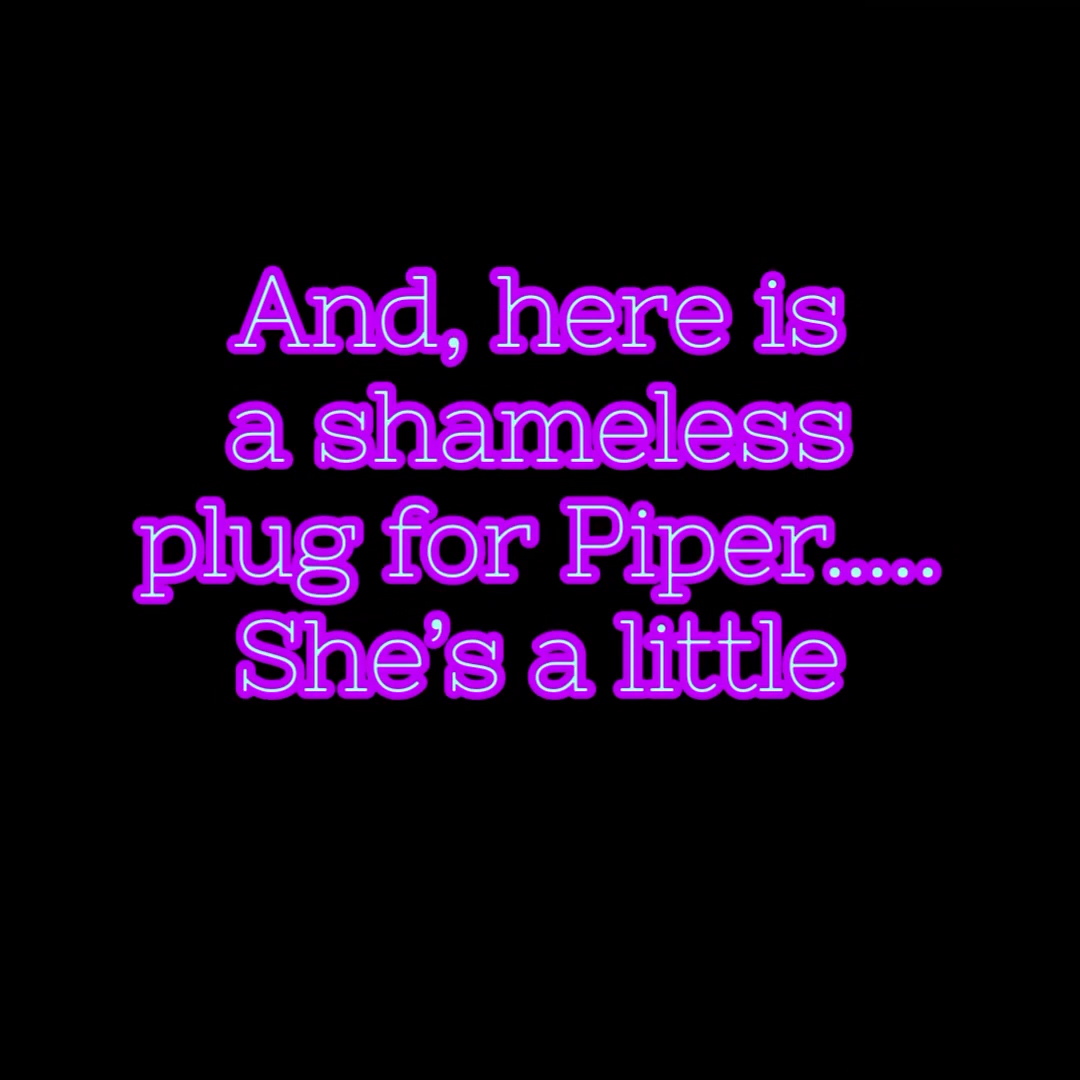 And, here is
a shameless
plug for Piper.....
She’s a little